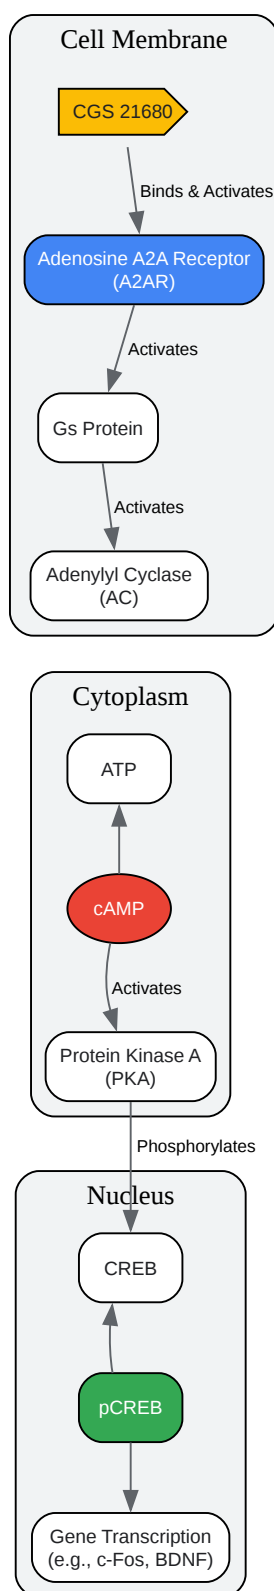 Cell Membrane
CGS 21680
Binds & Activates
Adenosine A2A Receptor
(A2AR)
Activates
Gs Protein
Activates
Adenylyl Cyclase
(AC)
Cytoplasm
ATP
cAMP
Activates
Protein Kinase A
(PKA)
Phosphorylates
Nucleus
CREB
pCREB
Gene Transcription
(e.g., c-Fos, BDNF)